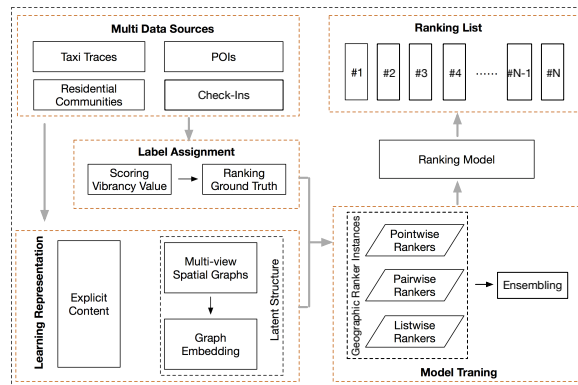 Multi Data Sources
Taxi Traces
POIs
Residential
Communities
Check-Ins
Label Assignment
Scoring
Vibrancy Value
Ranking
Ground Truth
Learning Representation
Explicit
Content
Multi-view
Spatial Graphs
Graph
Embedding
Latent Structure
Ranking List
#1
#2
#3
#4
······
#N-1
#N
Ranking Model
Geographic Ranker Instances
Pointwise
Rankers
Pairwise
Rankers
Listwise
Rankers
Ensembling
Model Traning